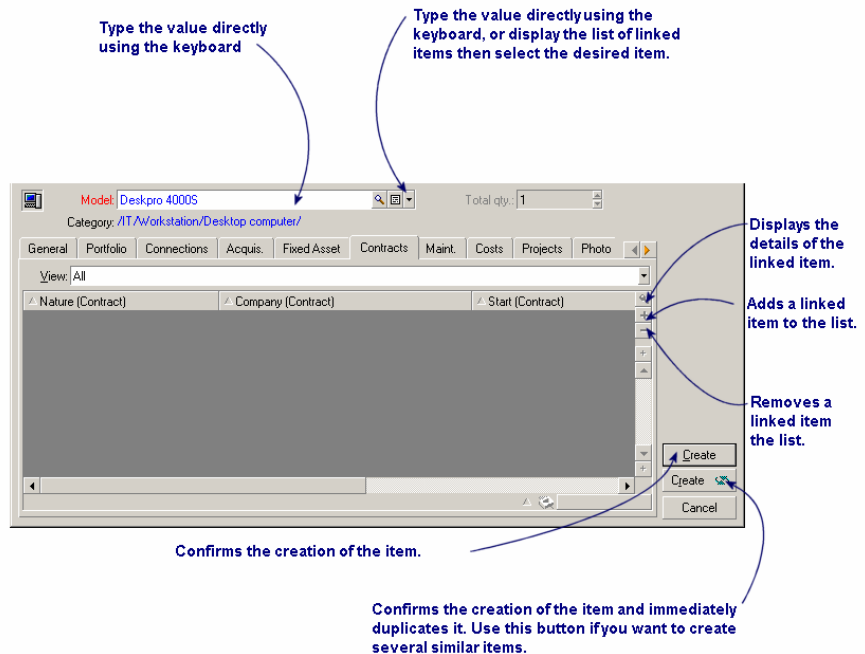 Type the value directly
using the keyboard
Type the value directly using the
keyboard, or display the list of linked
items then select the desired item.
Model: Deskpro 4000S
Total qty.: 1
Category: /IT/Workstation/Desktop computer/
General Portfolio Connections Acquis. Fixed Asset Contracts Maint. Costs Projects Photo
View: All
Nature (Contract) Company (Contract) Start (Contract)
Displays the
details of the
linked item.
Adds a linked
item to the list.
Removes a
linked item
the list.
Create
Create
Cancel
Confirms the creation of the item.
Confirms the creation of the item and immediately
duplicates it. Use this button if you want to create
several similar items.